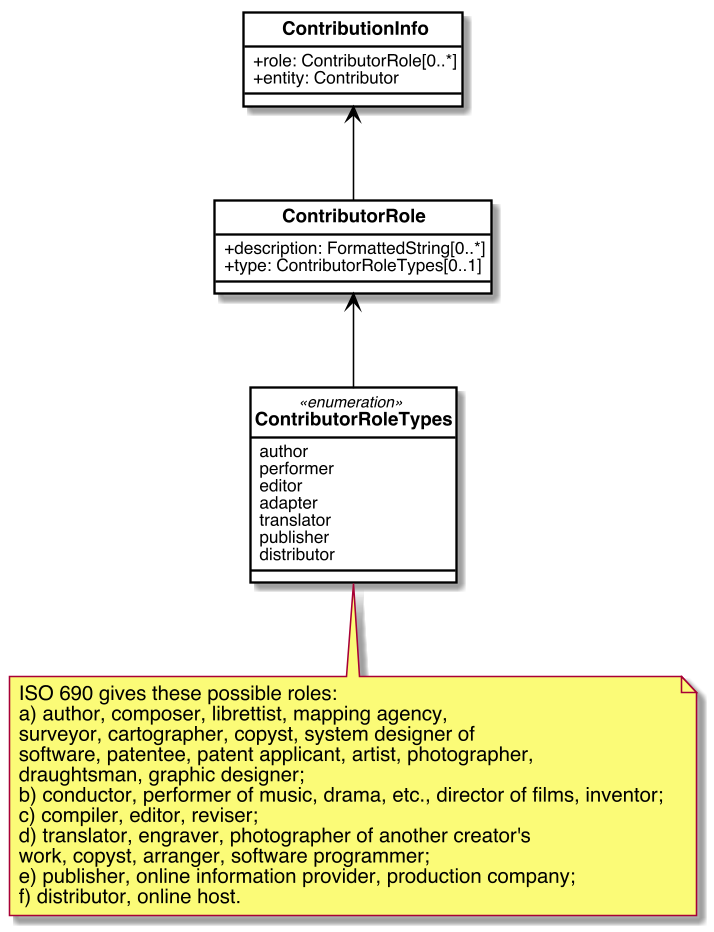 ContributionInfo
+role: ContributorRole[0..*]
+entity: Contributor
ContributorRole
+description: FormattedString[0..*]
+type: ContributorRoleTypes[0..1]
«enumeration»
ContributorRoleTypes
author
performer
editor
adapter
translator
publisher
distributor
ISO 690 gives these possible roles:
a) author, composer, librettist, mapping agency,
surveyor, cartographer, copyst, system designer of
software, patentee, patent applicant, artist, photographer,
draughtsman, graphic designer;
b) conductor, performer of music, drama, etc., director of films, inventor;
c) compiler, editor, reviser;
d) translator, engraver, photographer of another creator's
work, copyst, arranger, software programmer;
e) publisher, online information provider, production company;
f) distributor, online host.